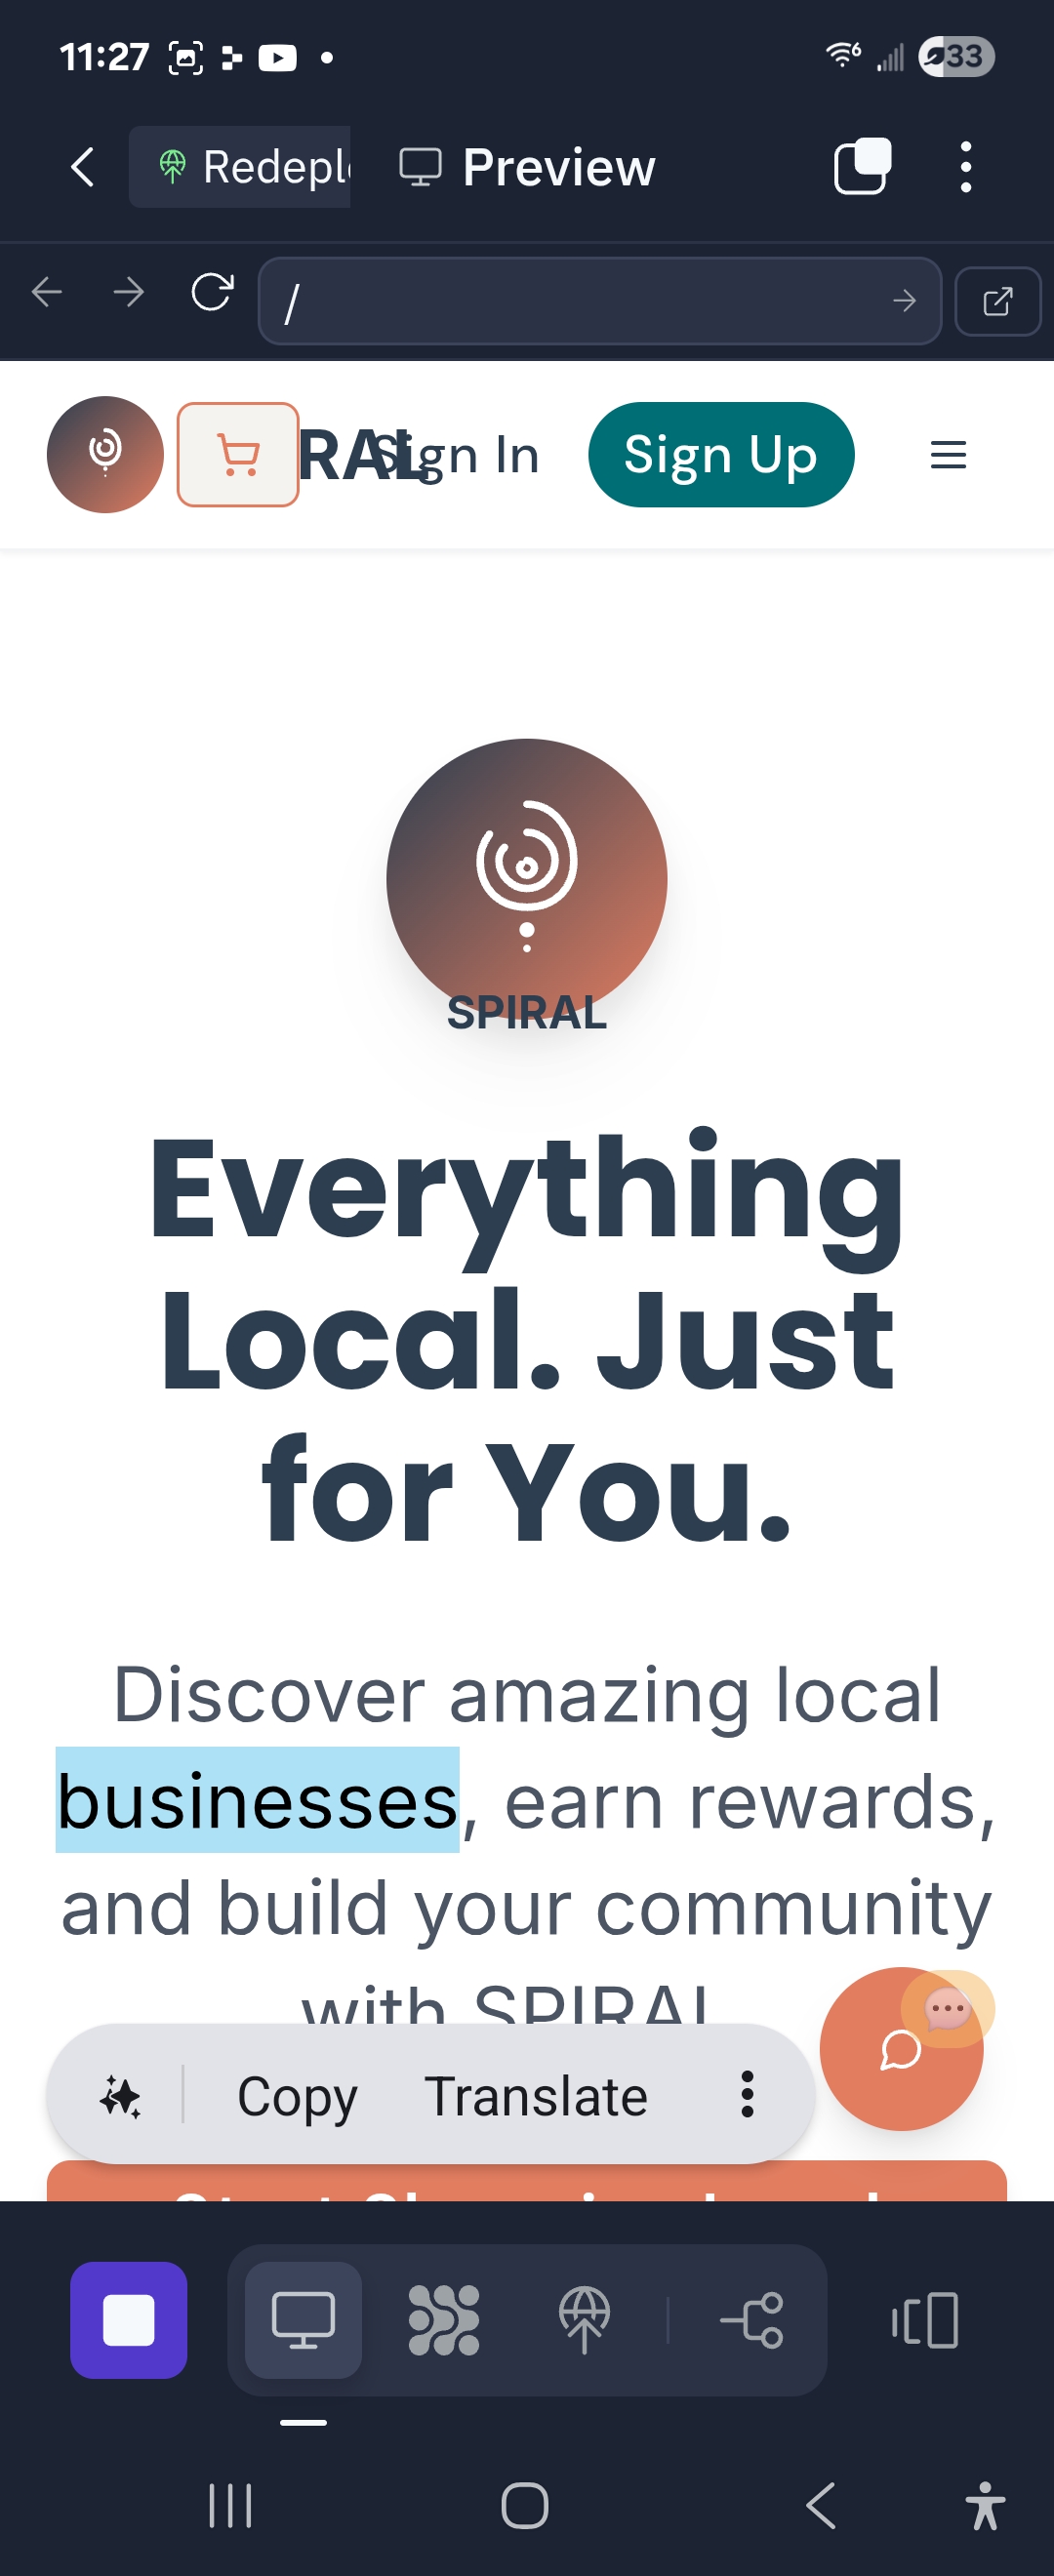 11:27
6
33
Redepl
Preview
/
RAL
Sign In
Sign Up
SPIRAL
Everything
Local. Just
for You.
Discover amazing local
businesses, earn rewards,
and build your community
with SPIRAL
Copy
Translate